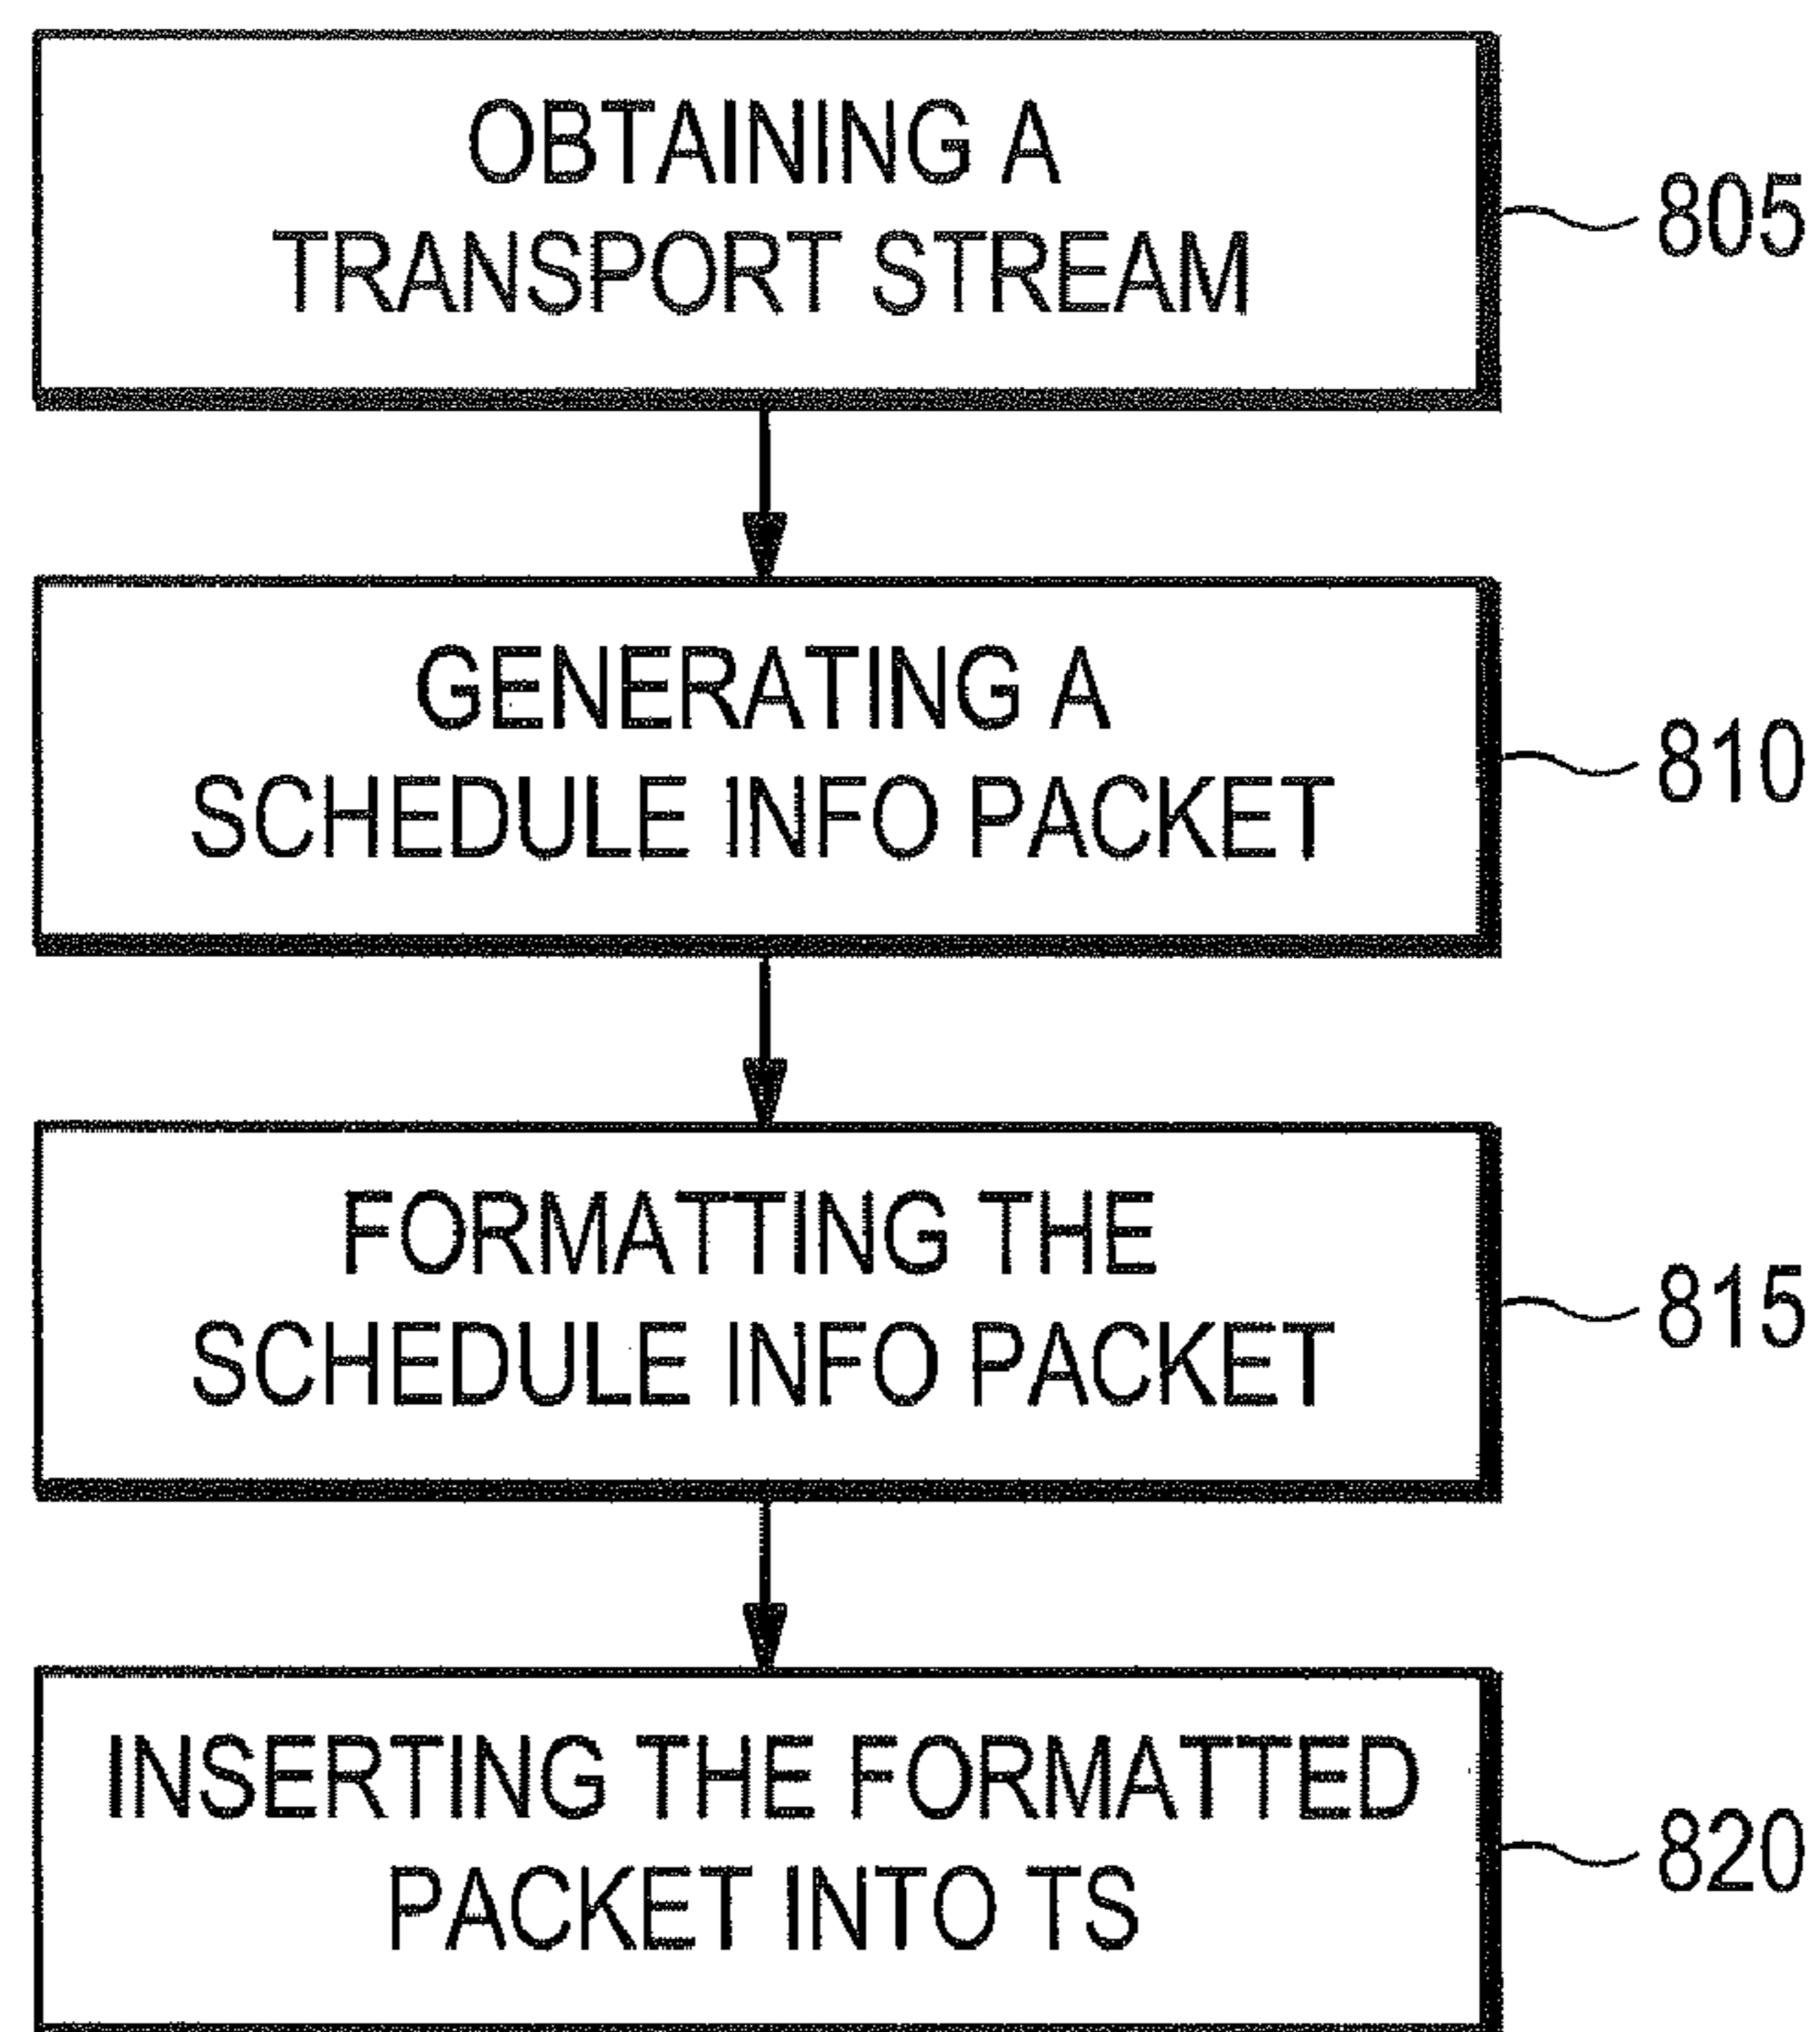 OBTAINING A
TRANSPORT STREAM
805
GENERATING A
SCHEDULE INFO PACKET
810
FORMATTING THE
SCHEDULE INFO PACKET
815
INSERTING THE FORMATTED
PACKET INTO TS
820